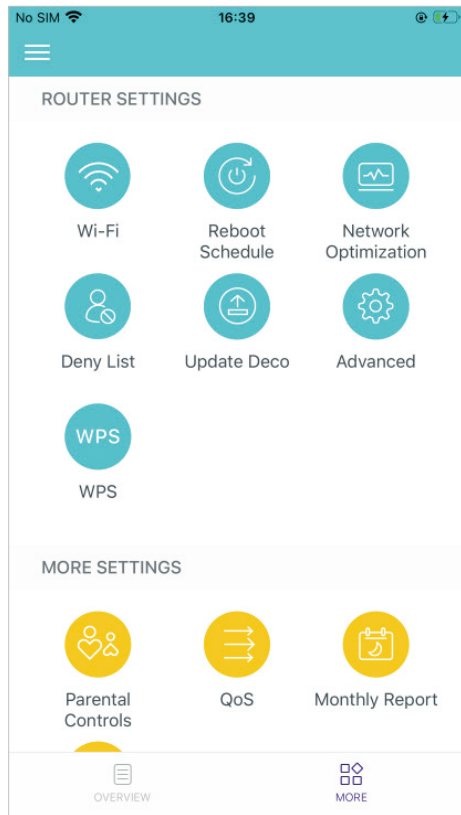 No SIM 16:39
ROUTER SETTINGS
Wi-Fi
Reboot
Schedule
Network
Optimization
Deny List
Update Deco
Advanced
WPS
WPS
MORE SETTINGS
Parental
Controls
QoS
Monthly Report
OVERVIEW
MORE